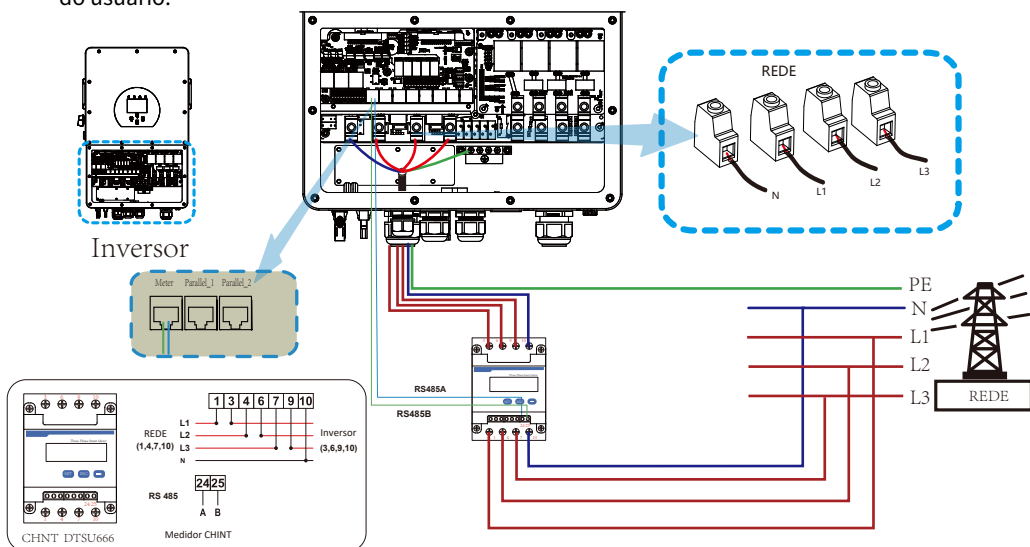 do usuário.
REDE
N
L1
L2
L3
Inversor
Meter Parallel_1 Parallel_2
PE
N
L1
L2
L3
REDE
RS485A
RS485B
1 3 4 6 7 9 10
L1
L2
L3
N
REDE
(1,4,7,10)
Inversor
(3,6,9,10)
24 25
RS 485
A B
CHNT DTSU666
Medidor CHINT